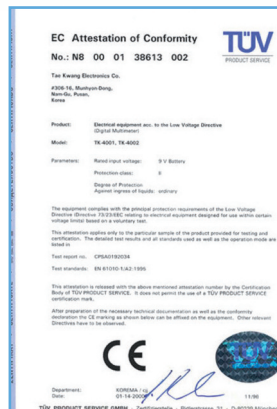 EC Attestation of Conformity
TÜV
PRODUCT SERVICE
No.: N8 00 01 38613 002
Tae Kwang Electronics Co.
#308-16, Munhyon-Dong,
Nam-Gu, Pusan,
Korea
Product: Electrical equipment acc. to the Low Voltage Directive
(Digital Multimeter)
Model: TK-4001, TK-4002
Parameters: Rated input voltage: 9 V Battery
Protection class: II
Degree of Protection
Against ingress of liquids: ordinary
The equipment complies with the principal protection requirements of the Low Voltage
Directive (Directive 73/23/EEC relating to electrical equipment designed for use within certain
voltage limits) based on a voluntary test.
This attestation applies only to the particular sample of the product provided for testing and
certification. The detailed test results and all standards used as well as the operation mode are
listed in
Test report no.:
Test standards: EN 61010-1/A2:1995
This attestation is released with the above mentioned attestation number by the Certification
Body of TÜV PRODUCT SERVICE. It does not permit the use of a TÜV PRODUCT SERVICE
certification mark.
After preparation of the necessary technical documentation as well as the conformity
declaration the CE marking as shown below can be affixed on the equipment. Other relevant
Directives have to be observed.
CE
Department: KOREMA /
Date: 01-14-2000
11/98
TÜV PRODUCT SERVICE GMBH